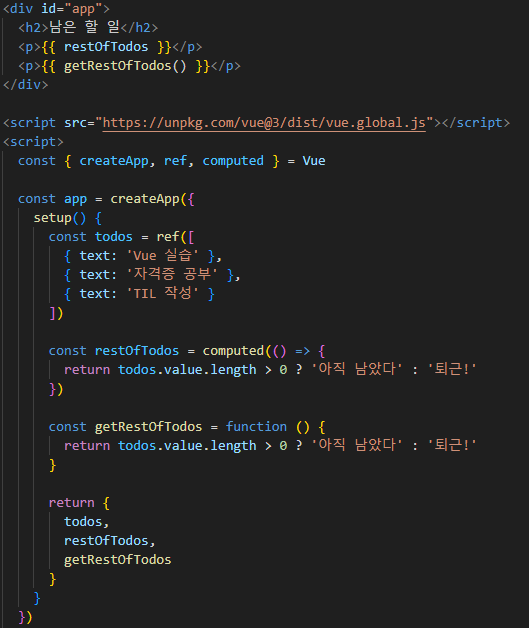 <div id="app">
  <h2>남은 할 일</h2>
  <p>{{ restOfTodos }}</p>
  <p>{{ getRestOfTodos() }}</p>
</div>

<script src="https://unpkg.com/vue@3/dist/vue.global.js"></script>
<script>
  const { createApp, ref, computed } = Vue

  const app = createApp({
    setup() {
      const todos = ref([
        { text: 'Vue 실습' },
        { text: '자격증 공부' },
        { text: 'TIL 작성' }
      ])

      const restOfTodos = computed(() => {
        return todos.value.length > 0 ? '아직 남았다' : '퇴근!'
      })

      const getRestOfTodos = function () {
        return todos.value.length > 0 ? '아직 남았다' : '퇴근!'
      }

      return {
        todos,
        restOfTodos,
        getRestOfTodos
      }
    }
  })